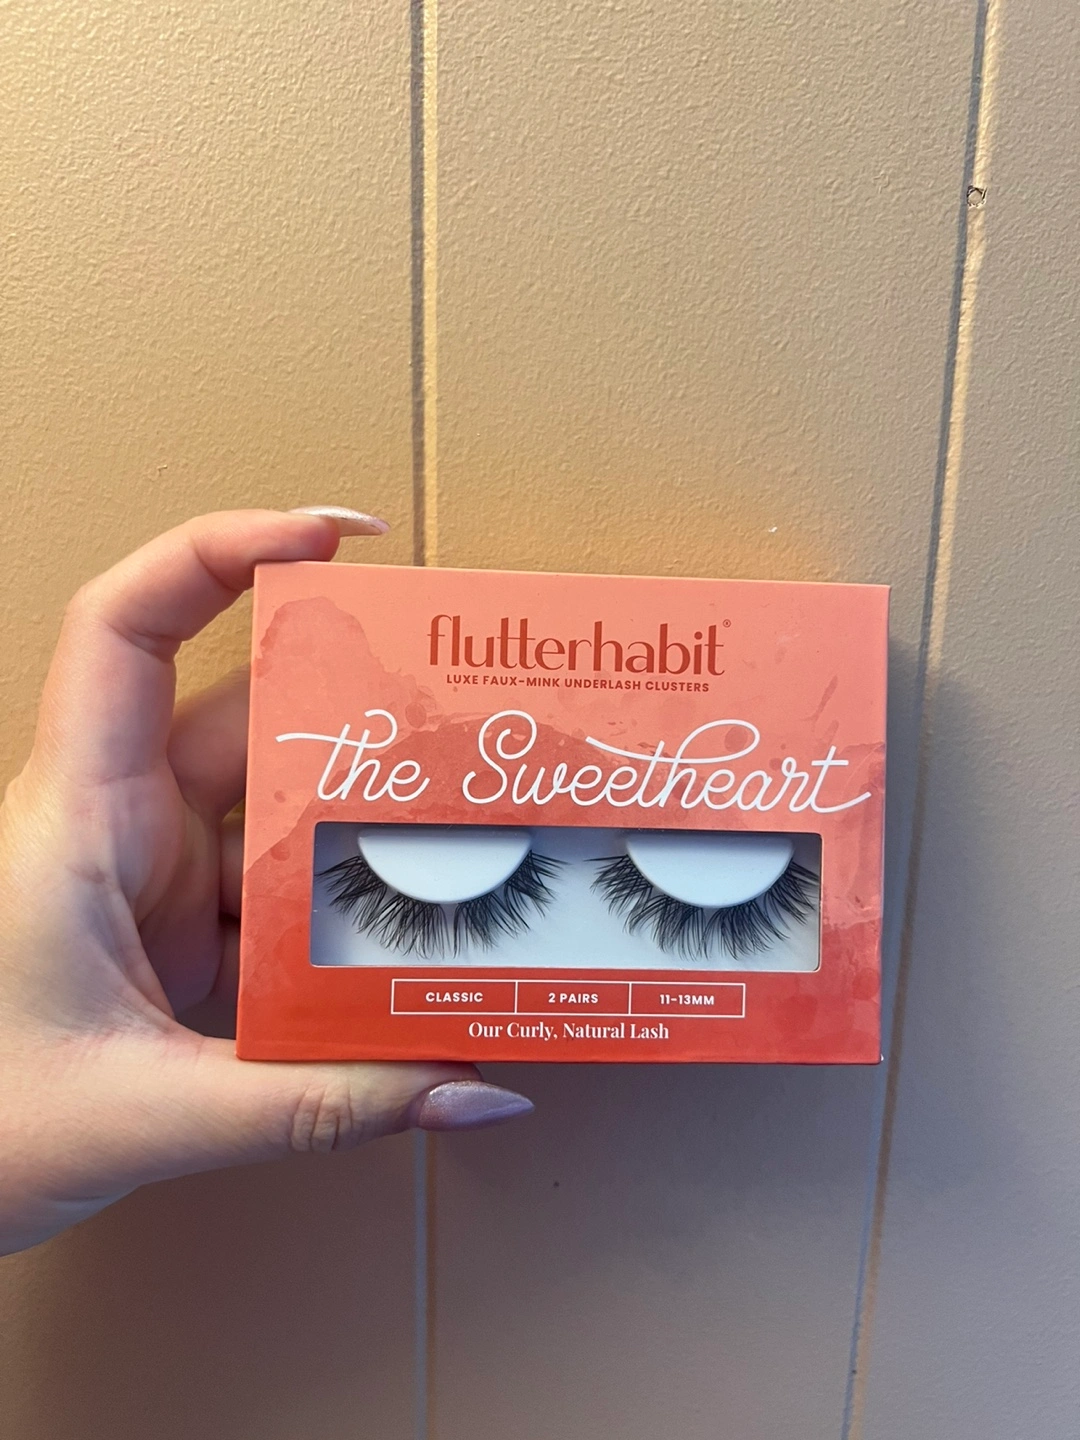 flutterhabit®
LUXE FAUX-MINK UNDERLASH CLUSTERS
the Sweetheart
CLASSIC
2 PAIRS
11-13MM
Our Curly, Natural Lash